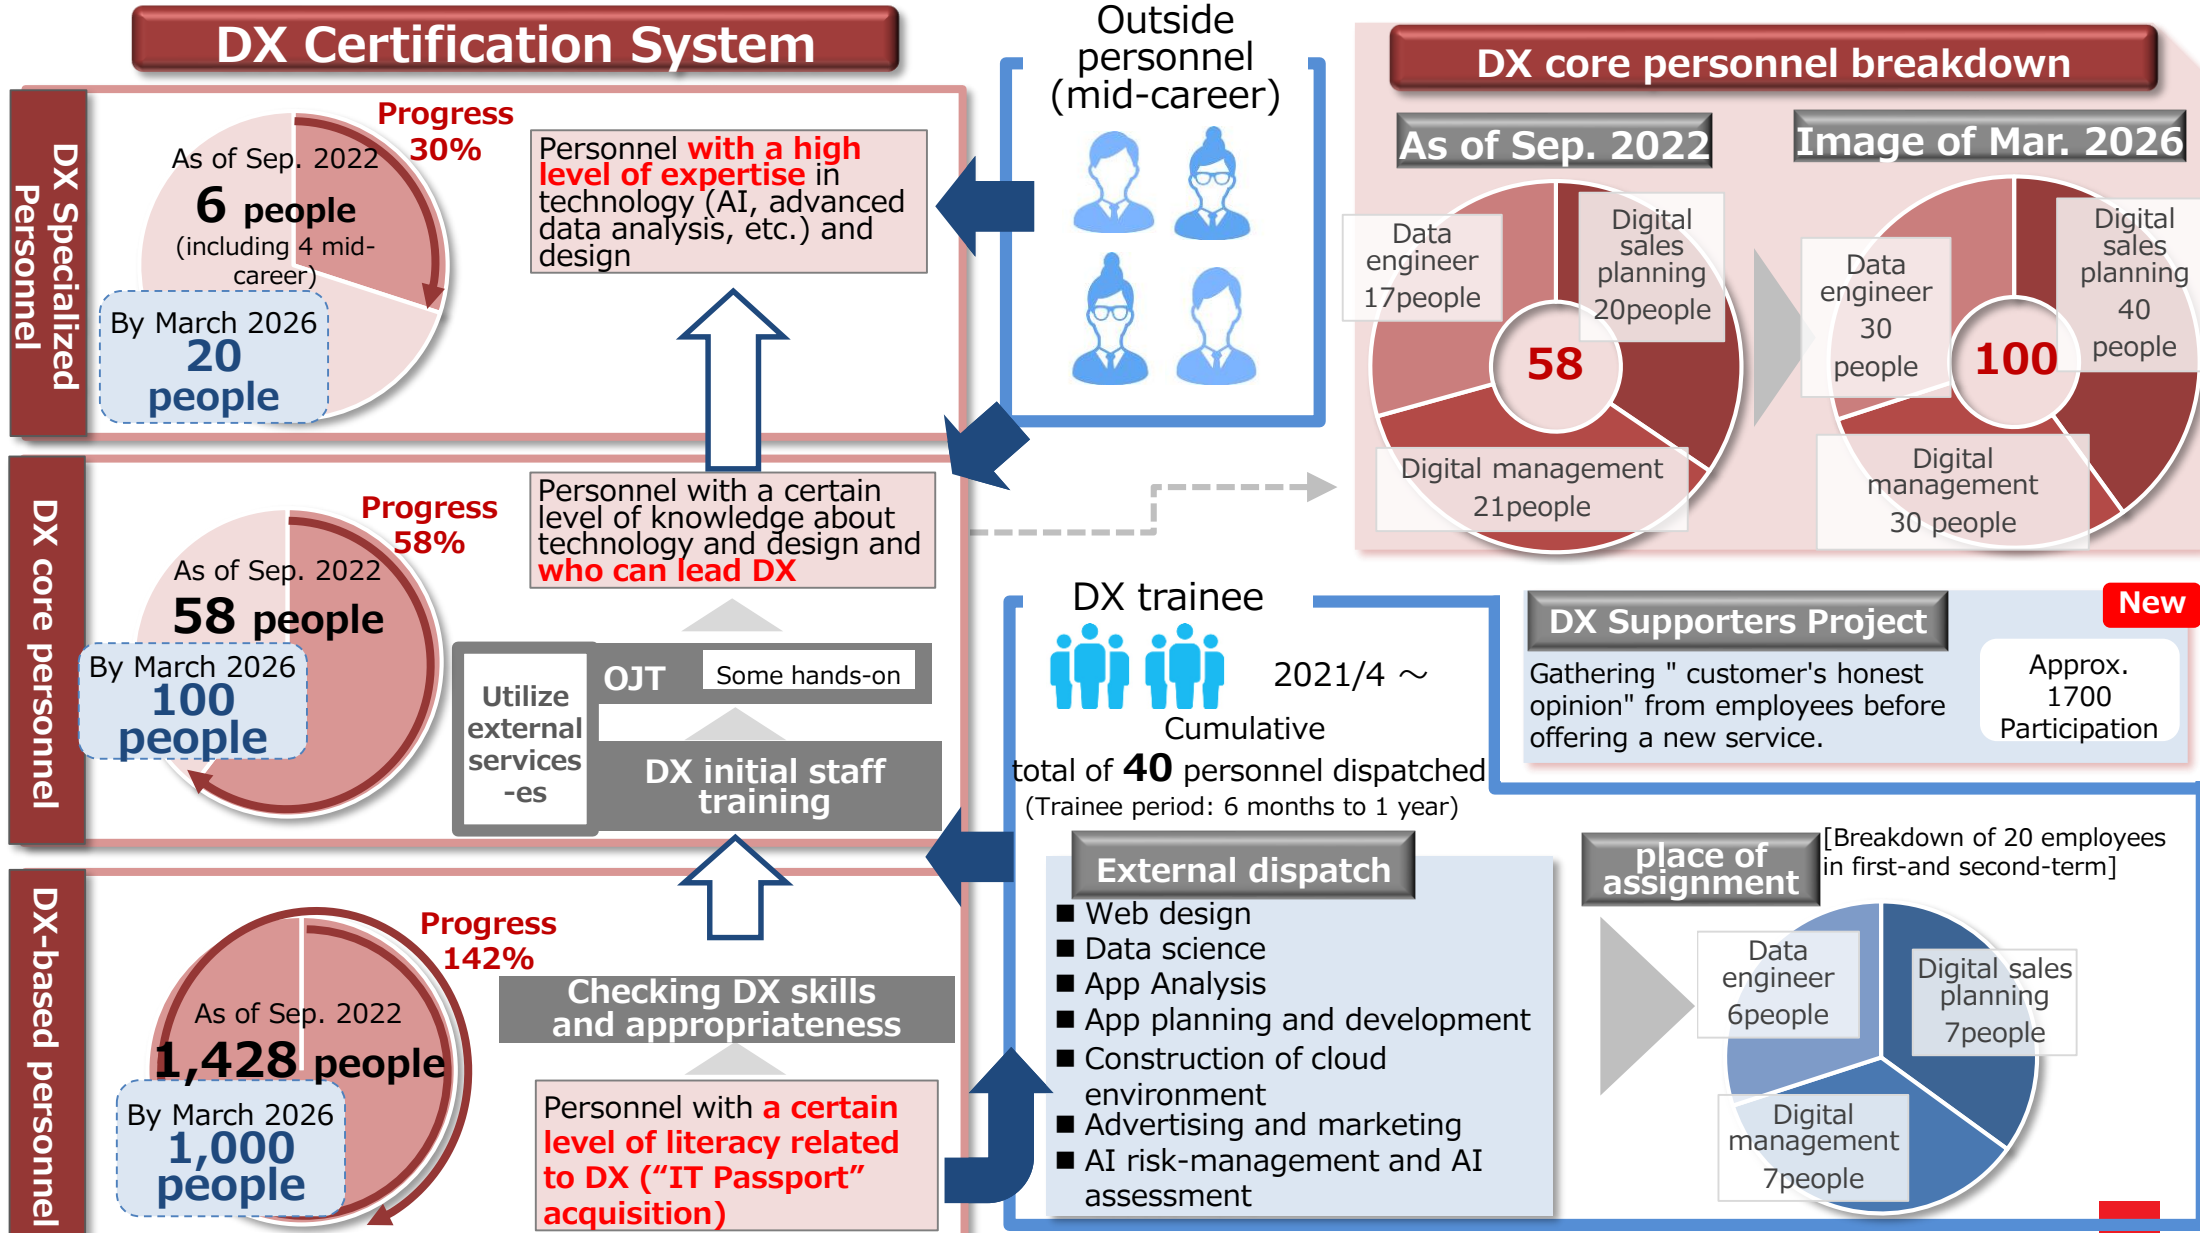 DX Certification System
DX Specialized
Personnel
Progress
30%
As of Sep. 2022
6 people
(including 4 mid-
career)
By March 2026
20
people
Personnel with a high
level of expertise in
technology (AI, advanced
data analysis, etc.) and
design
Outside
personnel
(mid-career)
DX core personnel breakdown
As of Sep. 2022
Data
engineer
17people
Digital
sales
planning
20people
58
Digital management
21people
Image of Mar. 2026
Data
engineer
30
people
Digital
sales
planning
40
people
100
Digital
management
30 people
DX core personnel
Progress
58%
As of Sep. 2022
58 people
By March 2026
100
people
Personnel with a certain
level of knowledge about
technology and design and
who can lead DX
Utilize
external
services
-es
OJT
Some hands-on
DX initial staff
training
DX trainee
2021/4 ～
Cumulative
total of 40 personnel dispatched
(Trainee period: 6 months to 1 year)
DX Supporters Project
New
Gathering " customer's honest
opinion" from employees before
offering a new service.
Approx.
1700
Participation
DX-based personnel
Progress
142%
As of Sep. 2022
1,428 people
By March 2026
1,000
people
Checking DX skills
and appropriateness
Personnel with a certain
level of literacy related
to DX (“IT Passport”
acquisition)
External dispatch
■ Web design
■ Data science
■ App Analysis
■ App planning and development
■ Construction of cloud
environment
■ Advertising and marketing
■ AI risk-management and AI
assessment
place of
assignment
[Breakdown of 20 employees
in first-and second-term]
Data
engineer
6people
Digital sales
planning
7people
Digital
management
7people